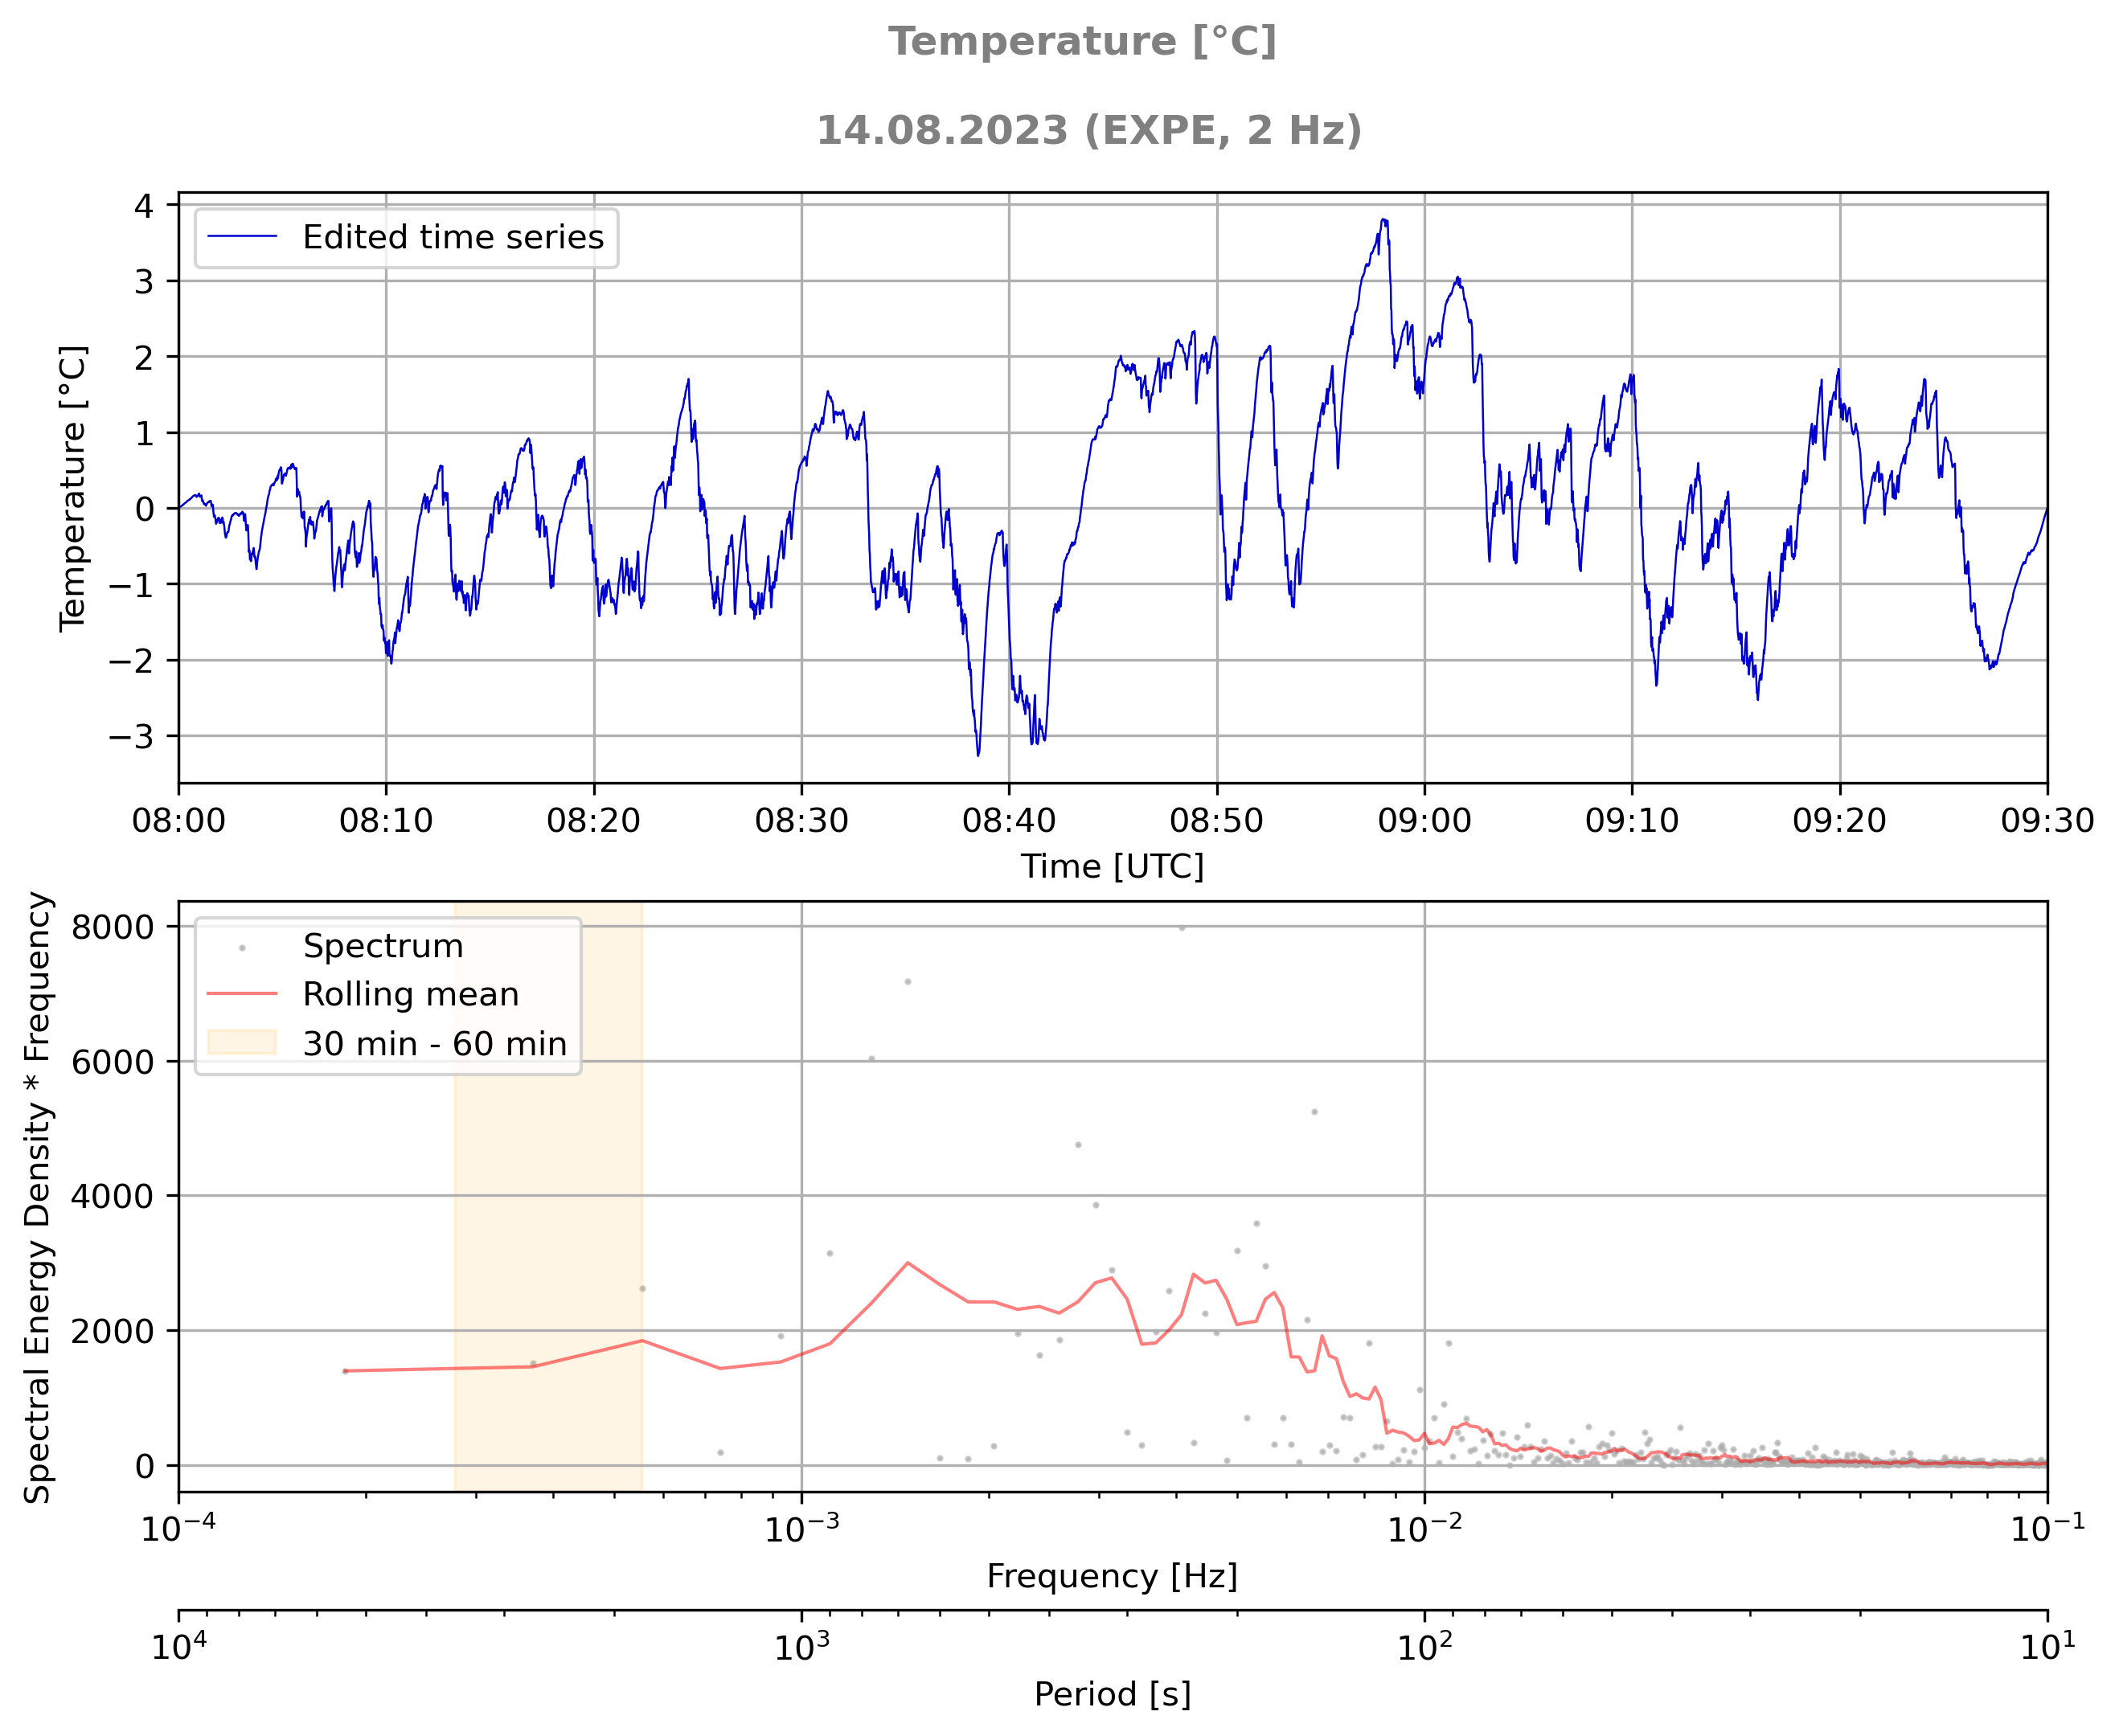 Temperature [°C]
14.08.2023 (EXPE, 2 Hz)
Temperature [°C]
4
3
2
1
0
−1
−2
−3
Edited time series
08:00 08:10 08:20 08:30 08:40 08:50 09:00 09:10 09:20 09:30
Time [UTC]
Spectral Energy Density * Frequency
8000
6000
4000
2000
0
Spectrum
Rolling mean
30 min - 60 min
10⁻⁴ 10⁻³ 10⁻² 10⁻¹
Frequency [Hz]
10⁴ 10³ 10² 10¹
Period [s]